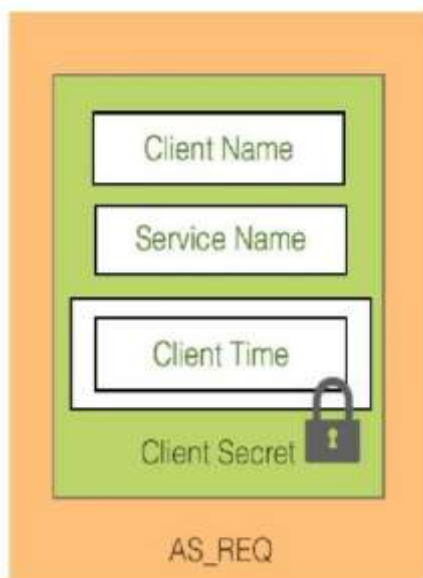 Client Name
Service Name
Client Time
Client Secret
AS_REQ